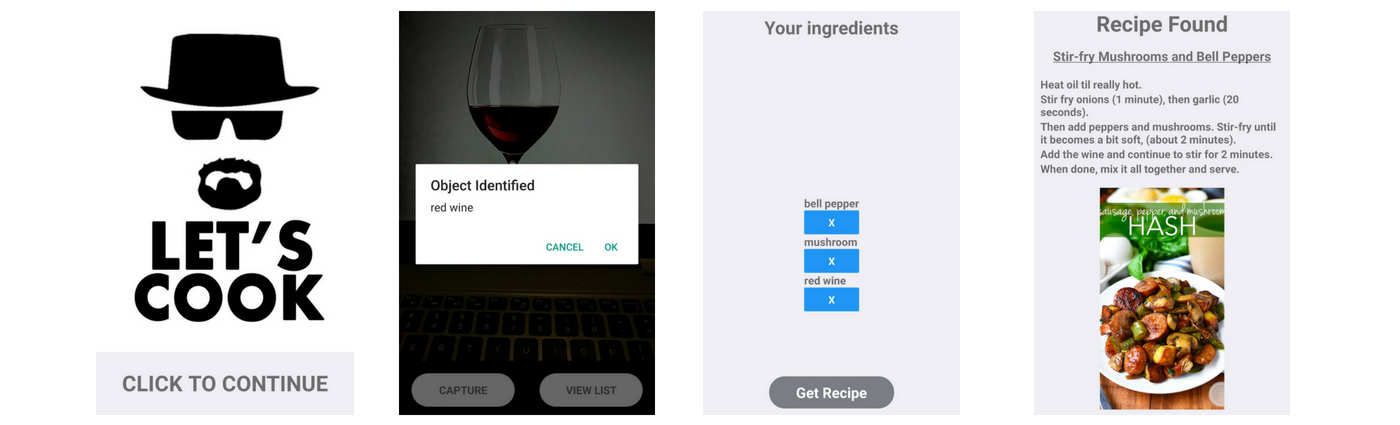 LET'S
COOK
CLICK TO CONTINUE
Object Identified
red wine
CANCEL
OK
CAPTURE
VIEW LIST
Your ingredients
bell pepper
X
mushroom
X
red wine
X
Get Recipe
Recipe Found
Stir-fry Mushrooms and Bell Peppers
Heat oil til really hot.
Stir fry onions (1 minute), then garlic (20
seconds).
Then add peppers and mushrooms. Stir-fry until
it becomes a bit soft, (about 2 minutes).
Add the wine and continue to stir for 2 minutes.
When done, mix it all together and serve.
sausage, pepper, and mushroom
HASH